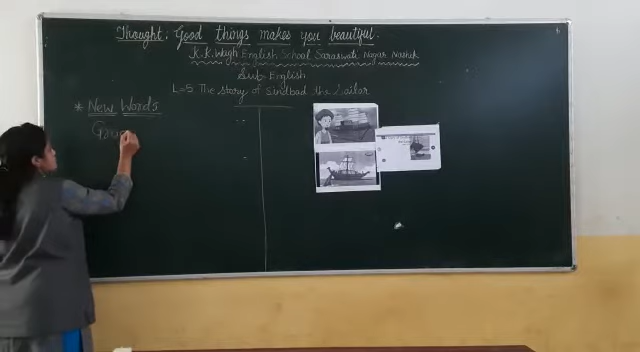 Thought: Good things makes you beautiful.
K.K. Wagh English School Saraswati Nagar Nashik
Sub- English
L-5 The story of Sindbad the Sailor
* New Words